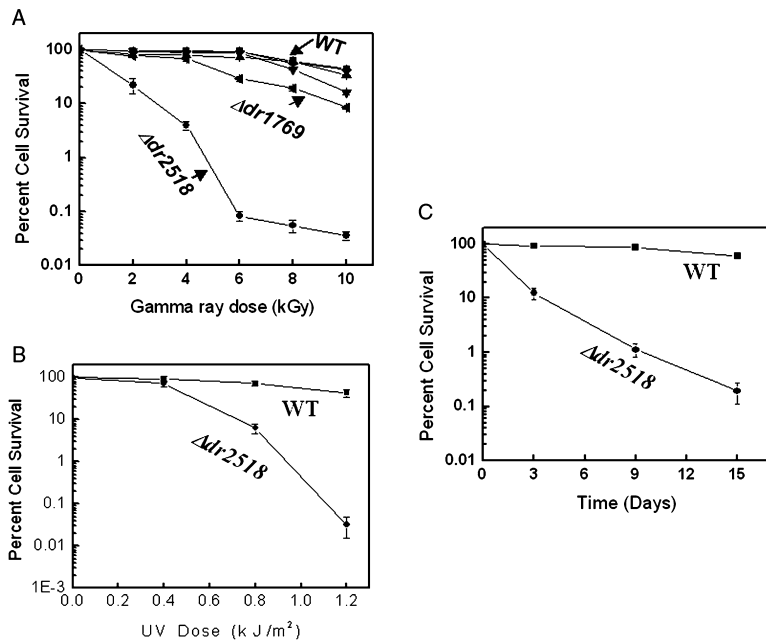 A
Percent Cell Survival
100
10
1
0.1
0.01
0
2
4
6
8
10
Gamma ray dose (kGy)
WT
Δdr1769
Δdr2518
B
Percent Cell Survival
100
10
1
0.1
0.01
1E-3
0.0
0.2
0.4
0.6
0.8
1.0
1.2
UV Dose (kJ/m²)
WT
Δdr2518
C
Percent Cell Survival
100
10
1
0.1
0.01
0
3
6
9
12
15
Time (Days)
WT
Δdr2518